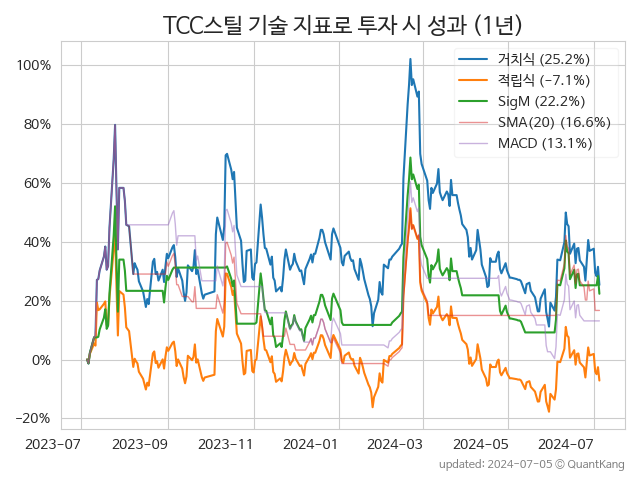 TCC스틸 기술 지표로 투자 시 성과 (1년)
거치식 (25.2%)
적립식 (−7.1%)
SigM (22.2%)
SMA(20) (16.6%)
MACD (13.1%)
100%
80%
60%
40%
20%
0%
−20%
2023-07 2023-09 2023-11 2024-01 2024-03 2024-05 2024-07
updated: 2024-07-05 © QuantKang